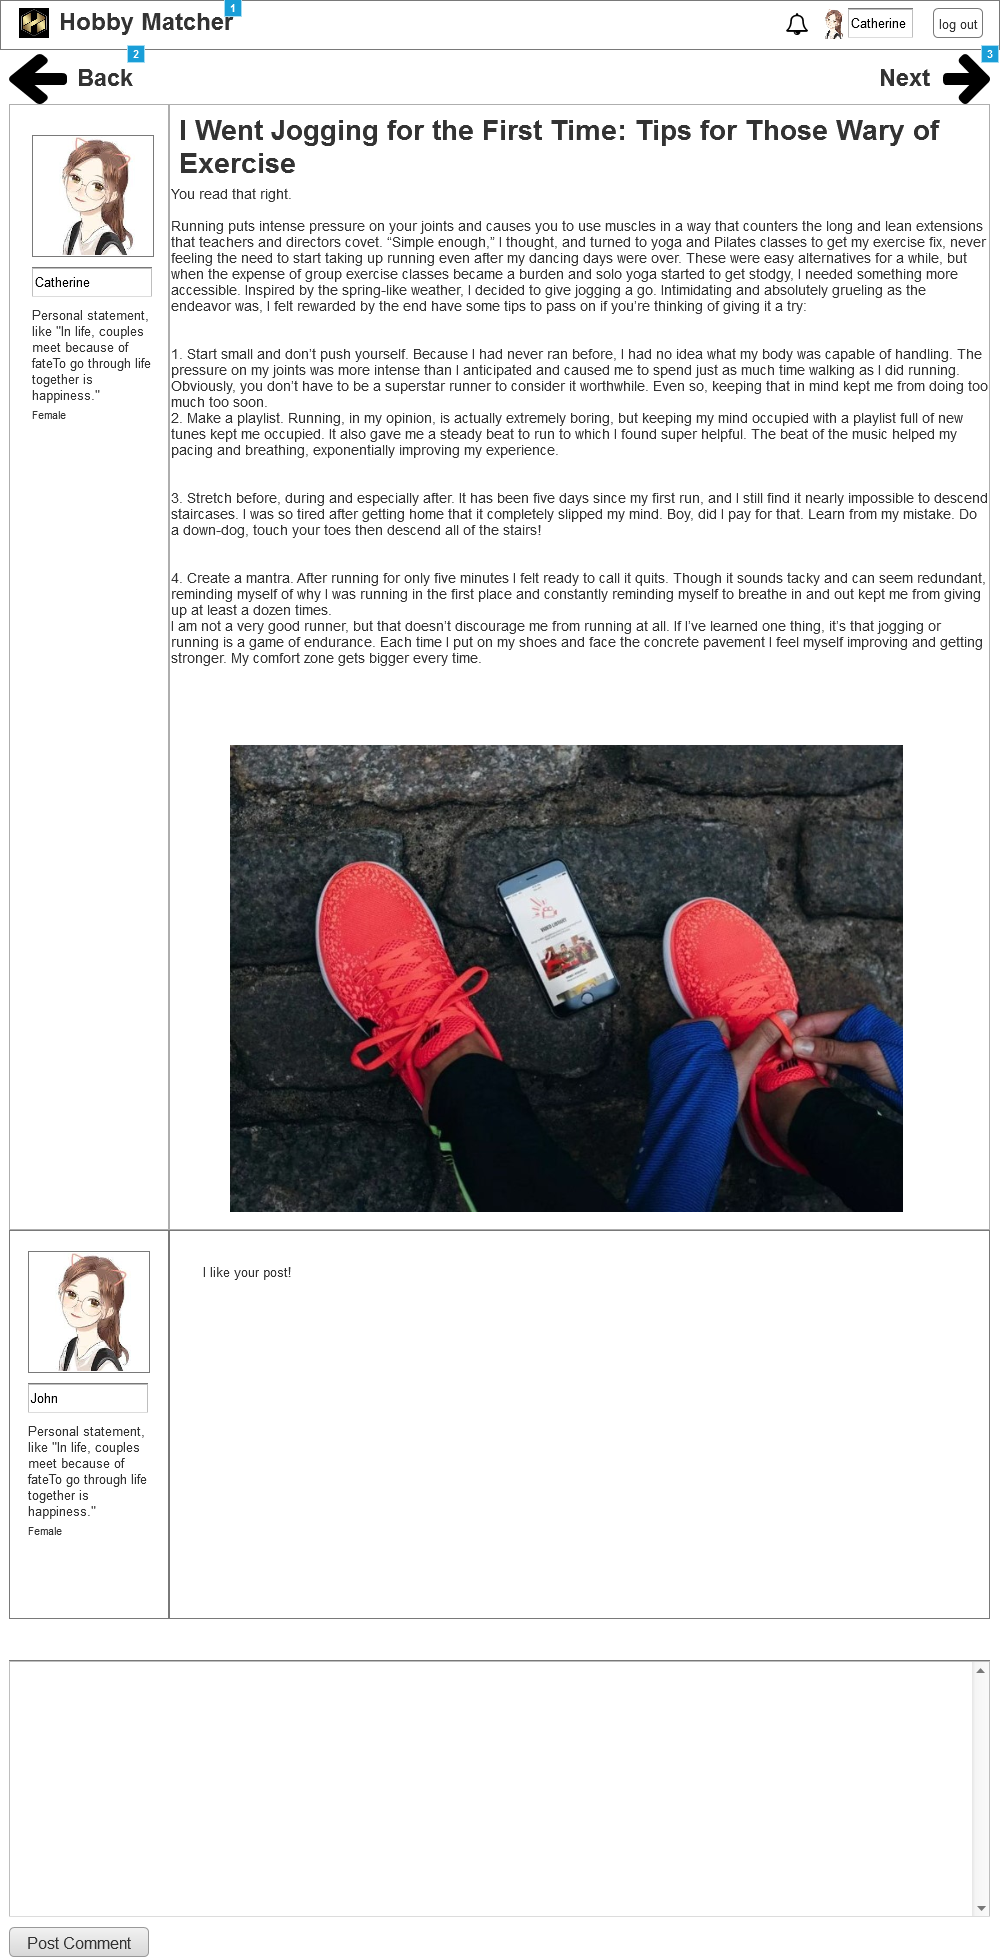 Hobby Matcher
1
Catherine
log out
2
3
Back
Next
I Went Jogging for the First Time: Tips for Those Wary of
Exercise
You read that right.
Running puts intense pressure on your joints and causes you to use muscles in a way that counters the long and lean extensions
that teachers and directors covet. “Simple enough,” I thought, and turned to yoga and Pilates classes to get my exercise fix, never
feeling the need to start taking up running even after my dancing days were over. These were easy alternatives for a while, but
when the expense of group exercise classes became a burden and solo yoga started to get stodgy, I needed something more
accessible. Inspired by the spring-like weather, I decided to give jogging a go. Intimidating and absolutely grueling as the
endeavor was, I felt rewarded by the end have some tips to pass on if you’re thinking of giving it a try:
1. Start small and don’t push yourself. Because I had never ran before, I had no idea what my body was capable of handling. The
pressure on my joints was more intense than I anticipated and caused me to spend just as much time walking as I did running.
Obviously, you don’t have to be a superstar runner to consider it worthwhile. Even so, keeping that in mind kept me from doing too
much too soon.
2. Make a playlist. Running, in my opinion, is actually extremely boring, but keeping my mind occupied with a playlist full of new
tunes kept me occupied. It also gave me a steady beat to run to which I found super helpful. The beat of the music helped my
pacing and breathing, exponentially improving my experience.
3. Stretch before, during and especially after. It has been five days since my first run, and I still find it nearly impossible to descend
staircases. I was so tired after getting home that it completely slipped my mind. Boy, did I pay for that. Learn from my mistake. Do
a down-dog, touch your toes then descend all of the stairs!
4. Create a mantra. After running for only five minutes I felt ready to call it quits. Though it sounds tacky and can seem redundant,
reminding myself of why I was running in the first place and constantly reminding myself to breathe in and out kept me from giving
up at least a dozen times.
I am not a very good runner, but that doesn’t discourage me from running at all. If I’ve learned one thing, it’s that jogging or
running is a game of endurance. Each time I put on my shoes and face the concrete pavement I feel myself improving and getting
stronger. My comfort zone gets bigger every time.
Catherine
Personal statement,
like "In life, couples
meet because of
fateTo go through life
together is
happiness."
Female
I like your post!
John
Personal statement,
like "In life, couples
meet because of
fateTo go through life
together is
happiness."
Female
Post Comment